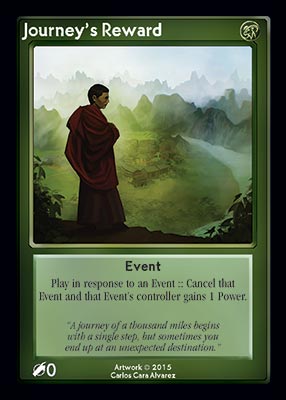 Journey's Reward
Event
Play in response to an Event :: Cancel that
Event and that Event's controller gains 1 Power.
"A journey of a thousand miles begins
with a single step, but sometimes you
end up at an unexpected destination."
0
Artwork © 2015
Carlos Cara Alvarez